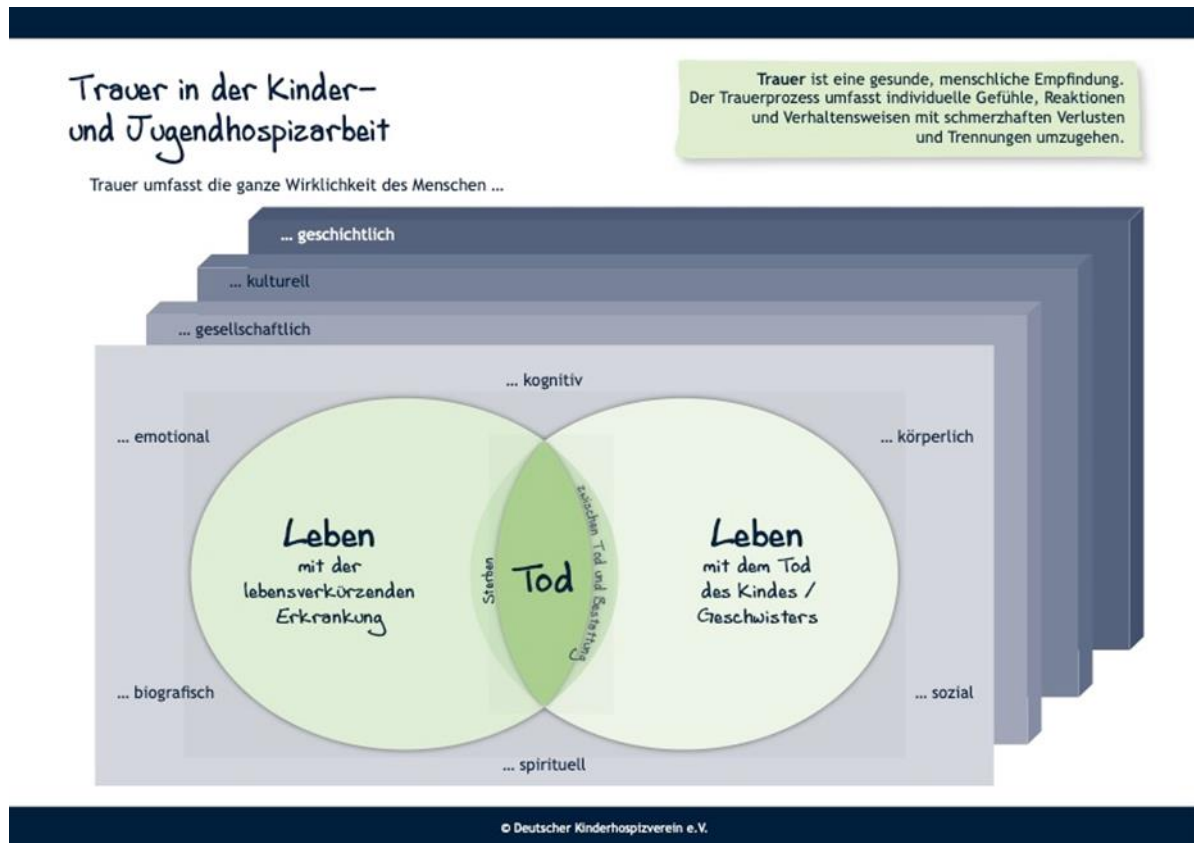 Trauer in der Kinder-
und Jugendhospizarbeit
Trauer ist eine gesunde, menschliche Empfindung.
Der Trauerprozess umfasst individuelle Gefühle, Reaktionen
und Verhaltensweisen mit schmerzhaften Verlusten
und Trennungen umzugehen.
Trauer umfasst die ganze Wirklichkeit des Menschen ...
... geschichtlich
... kulturell
... gesellschaftlich
... kognitiv
... emotional
... körperlich
Leben
mit der
lebensverkürzenden
Erkrankung
Sterben
Tod
zwischen Tod und Bestattung
Leben
mit dem Tod
des Kindes /
Geschwisters
... biografisch
... sozial
... spirituell
© Deutscher Kinderhospizverein e.V.